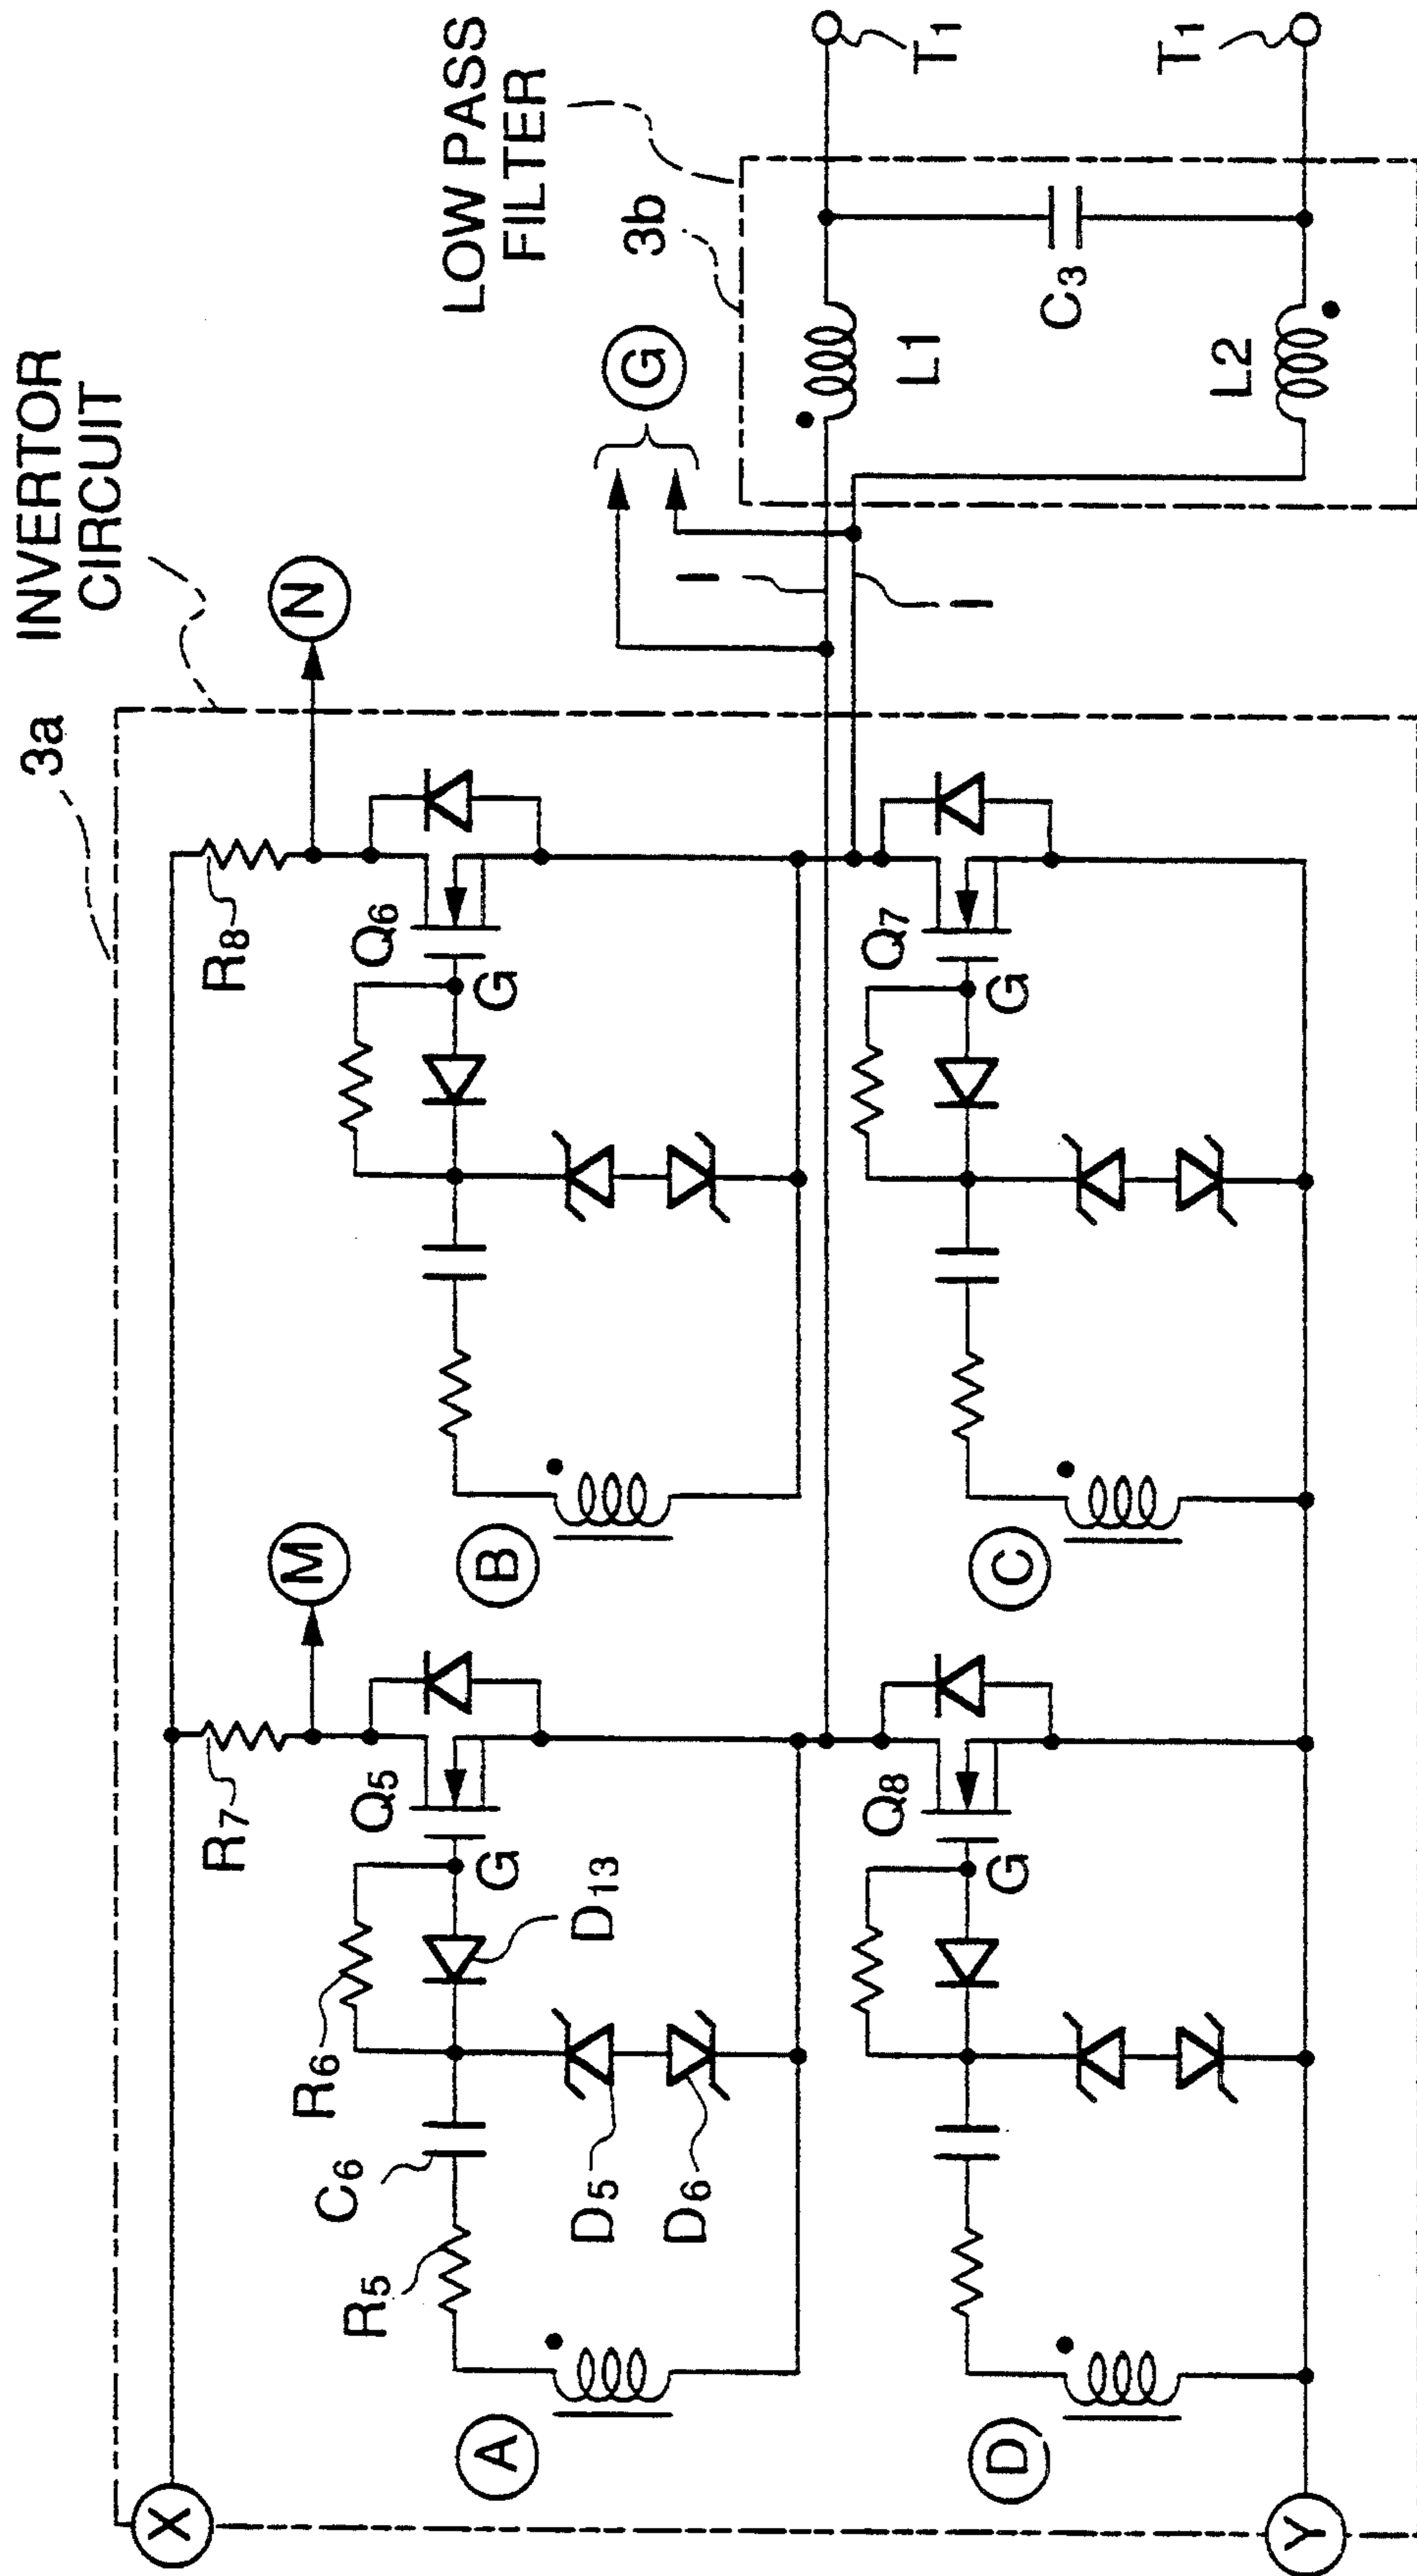 3a
INVERTOR
CIRCUIT
X
R7
R8
M
N
R6
C6
R5
Q5
Q6
LOW PASS
FILTER
A
G
B
G
D5
D13
3b
G
D6
I
Q8
Q7
L1
T1
I
D
G
C
G
C3
T1
L2
Y